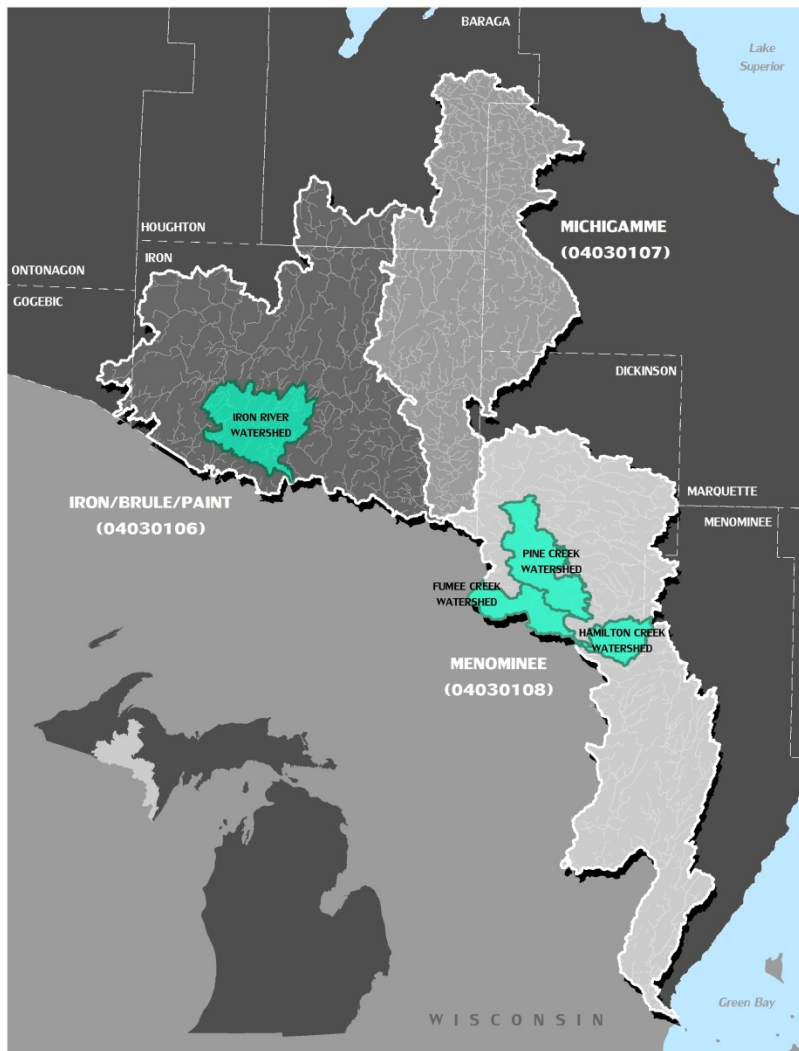 BARAGA
Lake
Superior
HOUGHTON
IRON
MICHIGAMME
(04030107)
ONTONAGON
GOGEBIC
DICKINSON
IRON RIVER
WATERSHED
IRON/BRULE/PAINT
(04030106)
MARQUETTE
MENOMINEE
PINE CREEK
WATERSHED
FUMEE CREEK
WATERSHED
HAMILTON CREEK
WATERSHED
MENOMINEE
(04030108)
Green Bay
WISCONSIN